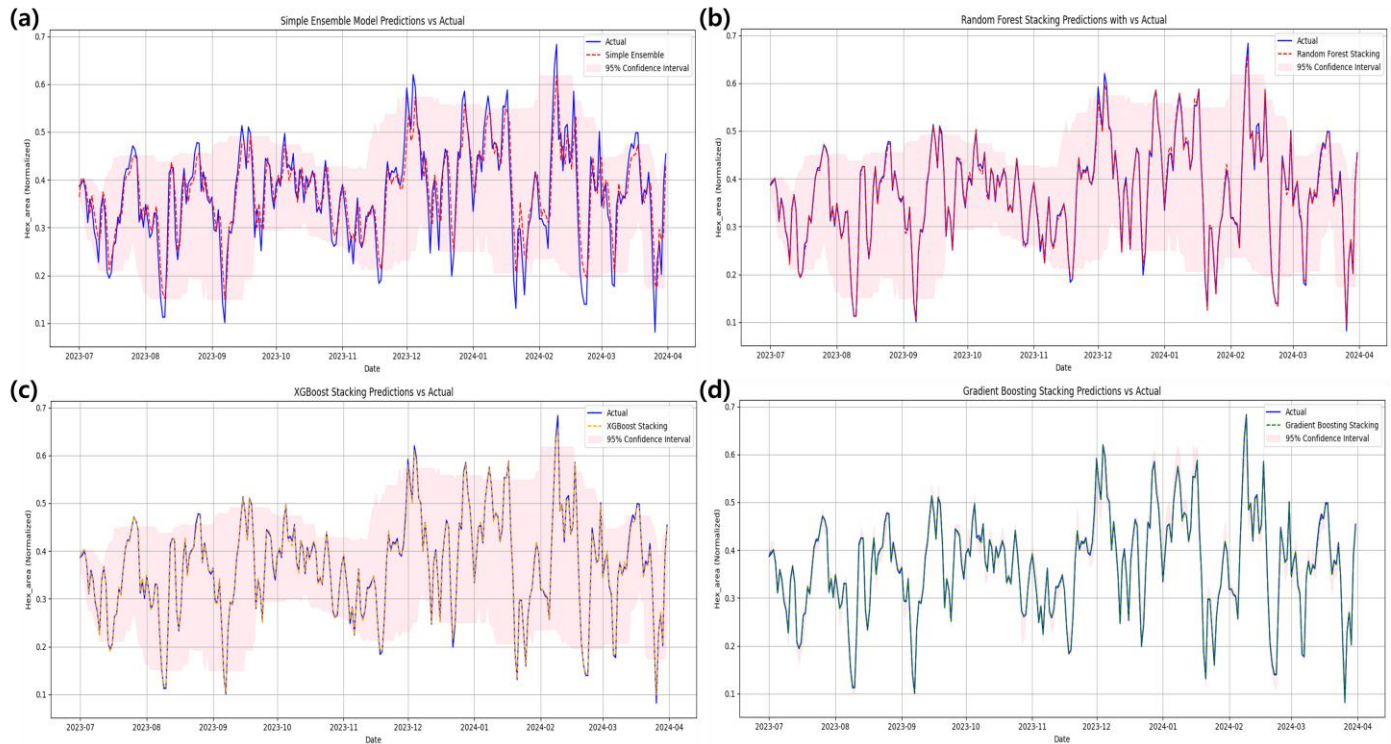 (a)
Simple Ensemble Model Predictions vs Actual
Actual
Simple Ensemble
95% Confidence Interval
Hex_area (Normalized)
0.7
0.6
0.5
0.4
0.3
0.2
0.1
2023-07 2023-08 2023-09 2023-10 2023-11 2023-12 2024-01 2024-02 2024-03 2024-04
Date
(b)
Random Forest Stacking Predictions with vs Actual
Actual
Random Forest Stacking
95% Confidence Interval
Hex_area (Normalized)
0.7
0.6
0.5
0.4
0.3
0.2
0.1
2023-07 2023-08 2023-09 2023-10 2023-11 2023-12 2024-01 2024-02 2024-03 2024-04
Date
(c)
XGBoost Stacking Predictions vs Actual
Actual
XGBoost Stacking
95% Confidence Interval
Hex_area (Normalized)
0.7
0.6
0.5
0.4
0.3
0.2
0.1
2023-07 2023-08 2023-09 2023-10 2023-11 2023-12 2024-01 2024-02 2024-03 2024-04
Date
(d)
Gradient Boosting Stacking Predictions vs Actual
Actual
Gradient Boosting Stacking
95% Confidence Interval
Hex_area (Normalized)
0.7
0.6
0.5
0.4
0.3
0.2
0.1
2023-07 2023-08 2023-09 2023-10 2023-11 2023-12 2024-01 2024-02 2024-03 2024-04
Date